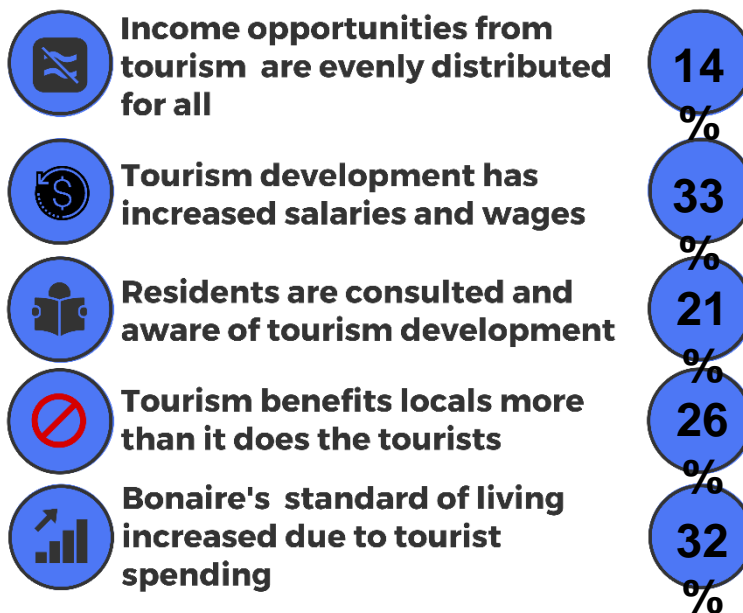 Income opportunities from
tourism are evenly distributed
for all
14
%
Tourism development has
increased salaries and wages
33
%
Residents are consulted and
aware of tourism development
21
%
Tourism benefits locals more
than it does the tourists
26
%
Bonaire's standard of living
increased due to tourist
spending
32
%